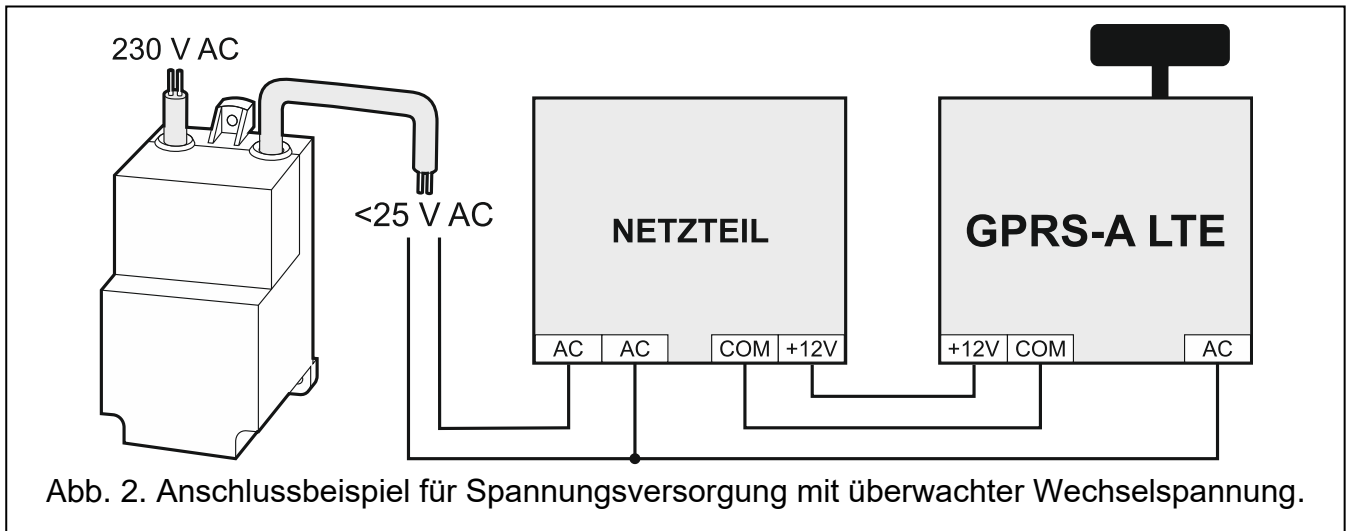 230 V AC
<25 V AC
NETZTEIL
AC AC COM +12V
GPRS-A LTE
+12V COM AC
Abb. 2. Anschlussbeispiel für Spannungsversorgung mit überwachter Wechselspannung.